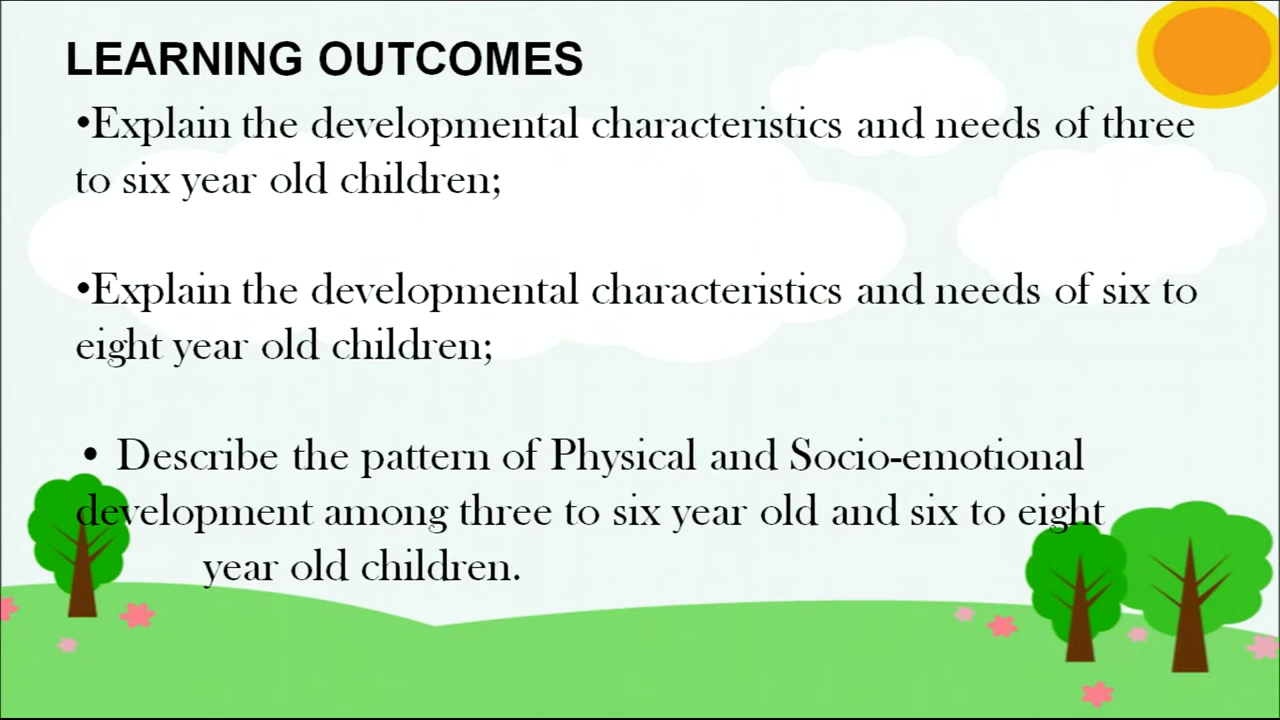 LEARNING OUTCOMES
•Explain the developmental characteristics and needs of three
to six year old children;
•Explain the developmental characteristics and needs of six to
eight year old children;
• Describe the pattern of Physical and Socio-emotional
development among three to six year old and six to eight
year old children.